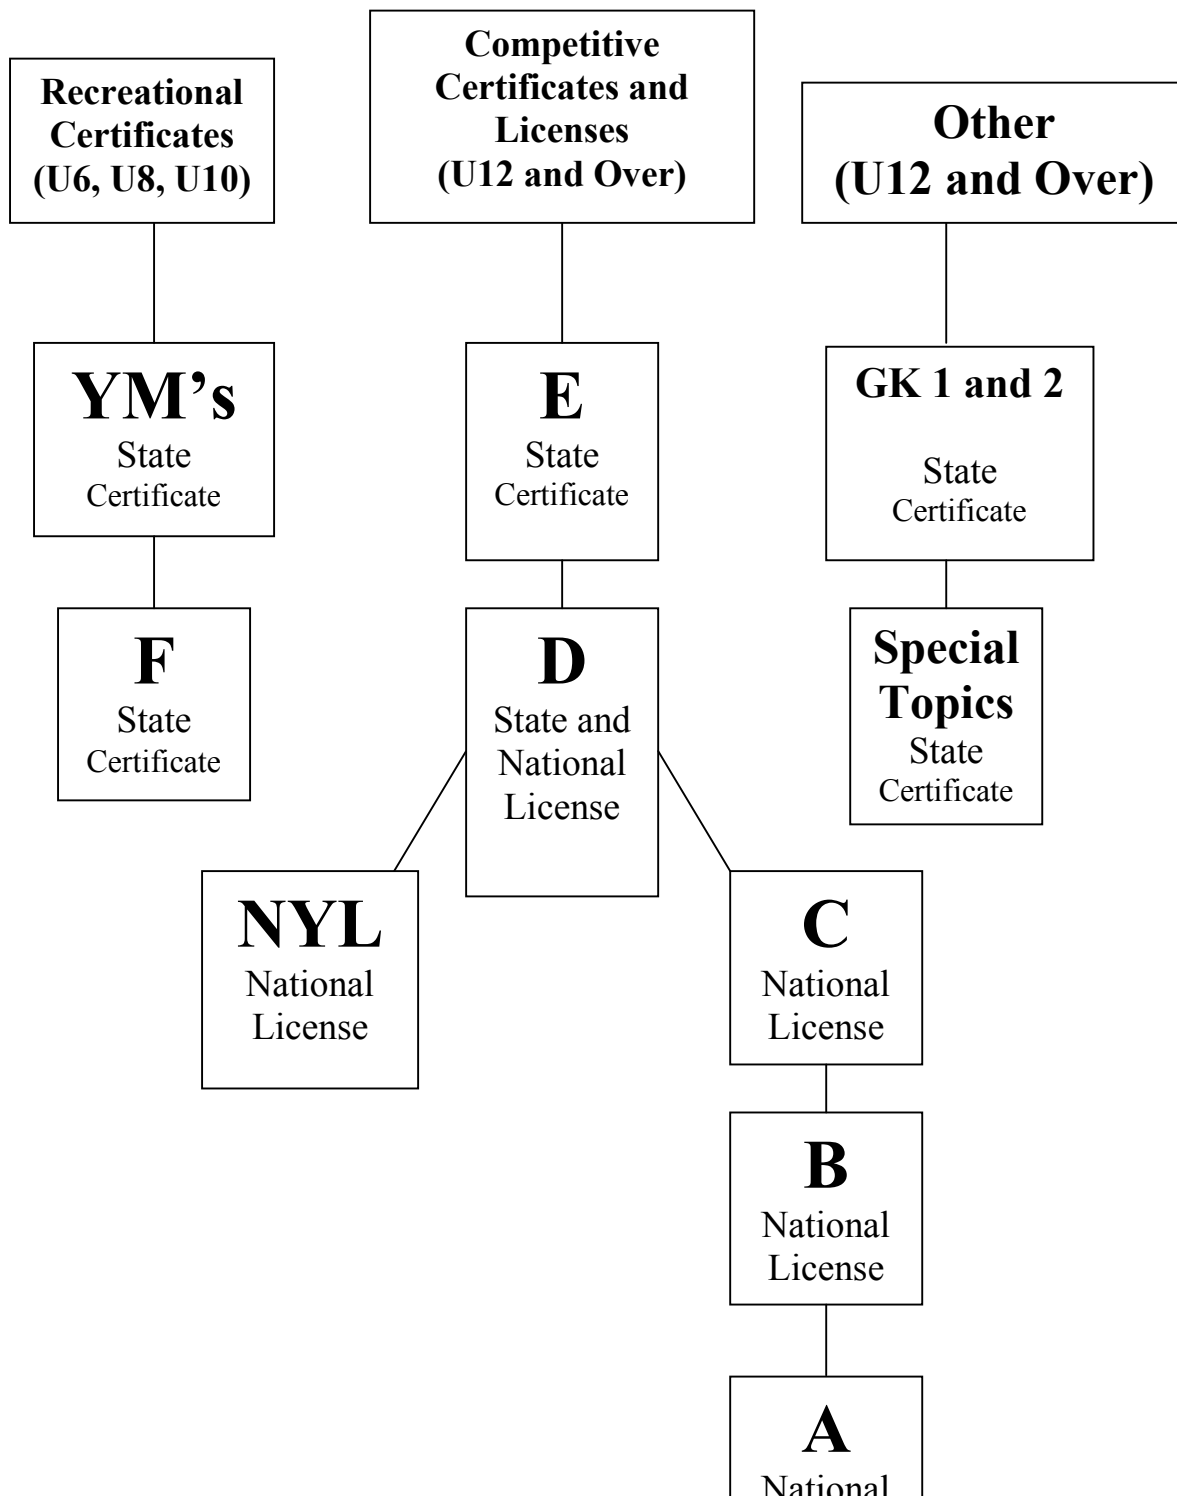 Recreational
Certificates
(U6, U8, U10)
Competitive
Certificates and
Licenses
(U12 and Over)
Other
(U12 and Over)
YM’s
State
Certificate
E
State
Certificate
GK 1 and 2
State
Certificate
F
State
Certificate
D
State and
National
License
Special
Topics
State
Certificate
NYL
National
License
C
National
License
B
National
License
A
National